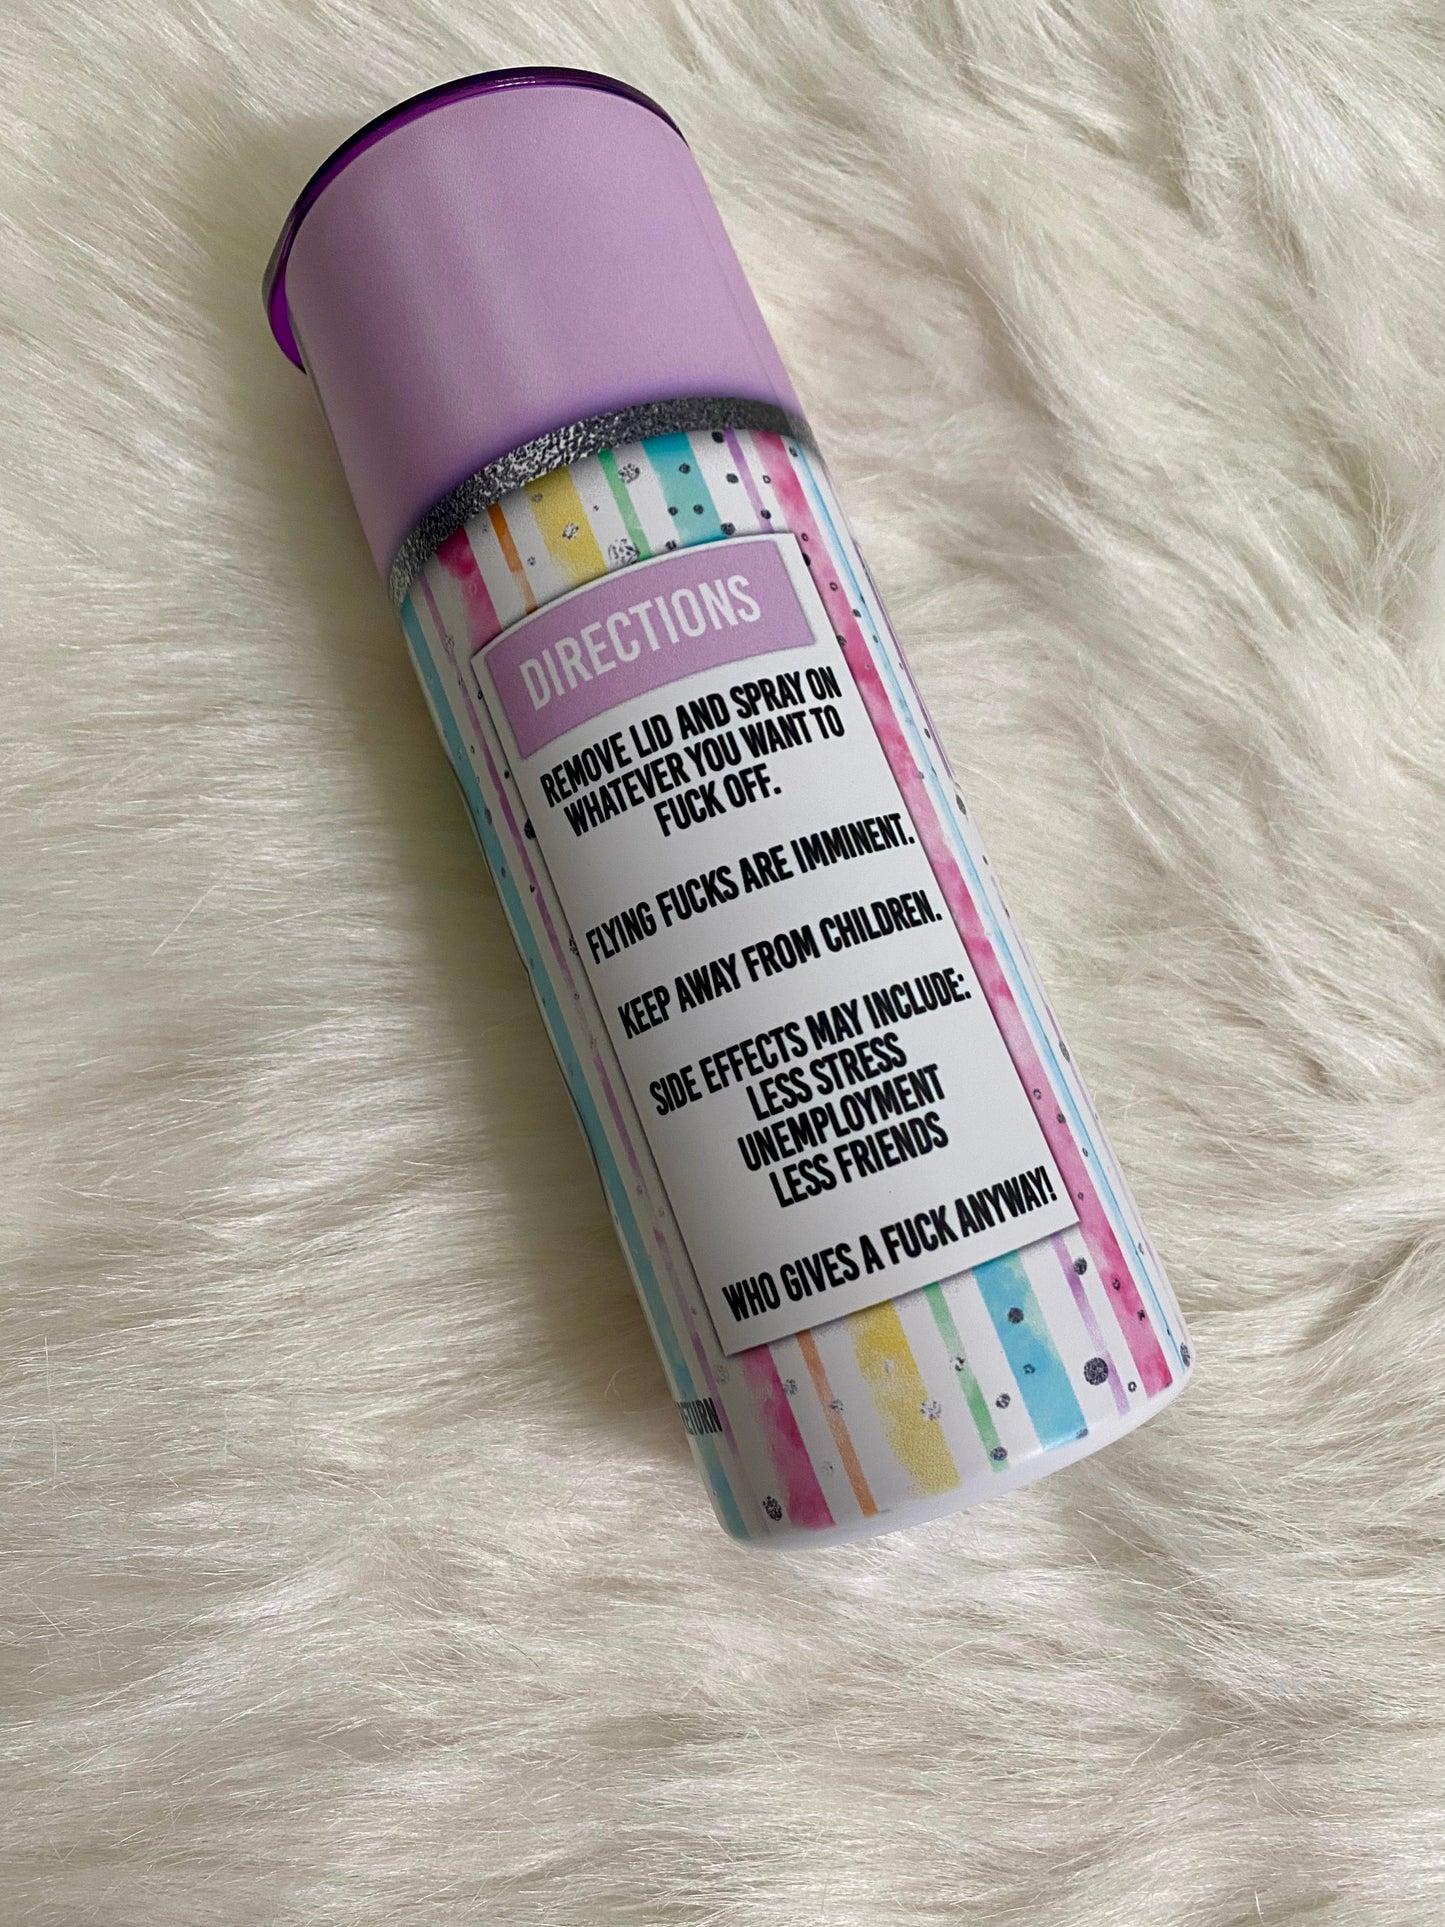 DIRECTIONS
REMOVE LID AND SPRAY ON
WHATEVER YOU WANT TO
FUCK OFF.
FLYING FUCKS ARE IMMINENT.
KEEP AWAY FROM CHILDREN.
SIDE EFFECTS MAY INCLUDE:
LESS STRESS
UNEMPLOYMENT
LESS FRIENDS
WHO GIVES A FUCK ANYWAY!